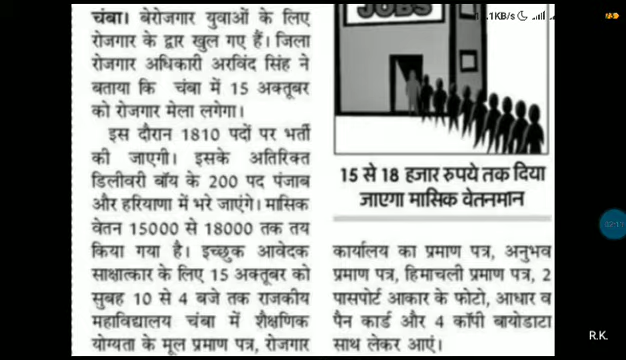 JOBS
.1KB/s
चंबा। बेरोजगार युवाओं के लिए
रोजगार के द्वार खुल गए हैं। जिला
रोजगार अधिकारी अरविंद सिंह ने
बताया कि चंबा में 15 अक्तूबर
को रोजगार मेला लगेगा।
इस दौरान 1810 पदों पर भर्ती
की जाएगी। इसके अतिरिक्त
डिलीवरी बॉय के 200 पद पंजाब
और हरियाणा में भरे जाएंगे। मासिक
वेतन 15000 से 18000 तक तय
किया गया है। इच्छुक आवेदक
साक्षात्कार के लिए 15 अक्तूबर को
सुबह 10 से 4 बजे तक राजकीय
महाविद्यालय चंबा में शैक्षणिक
योग्यता के मूल प्रमाण पत्र, रोजगार
15 से 18 हजार रुपये तक दिया
जाएगा मासिक वेतनमान
कार्यालय का प्रमाण पत्र, अनुभव
प्रमाण पत्र, हिमाचली प्रमाण पत्र, 2
पासपोर्ट आकार के फोटो, आधार व
पैन कार्ड और 4 कॉपी बायोडाटा
साथ लेकर आएं।
R.K.